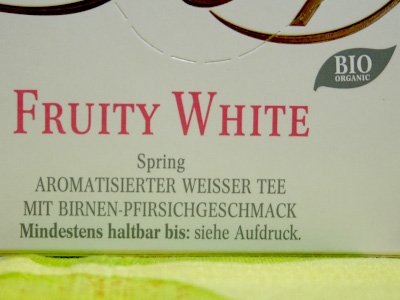 BIO
ORGANIC
FRUITY WHITE
Spring
AROMATISIERTER WEISSER TEE
MIT BIRNEN-PFIRSICHGESCHMACK
Mindestens haltbar bis: siehe Aufdruck.